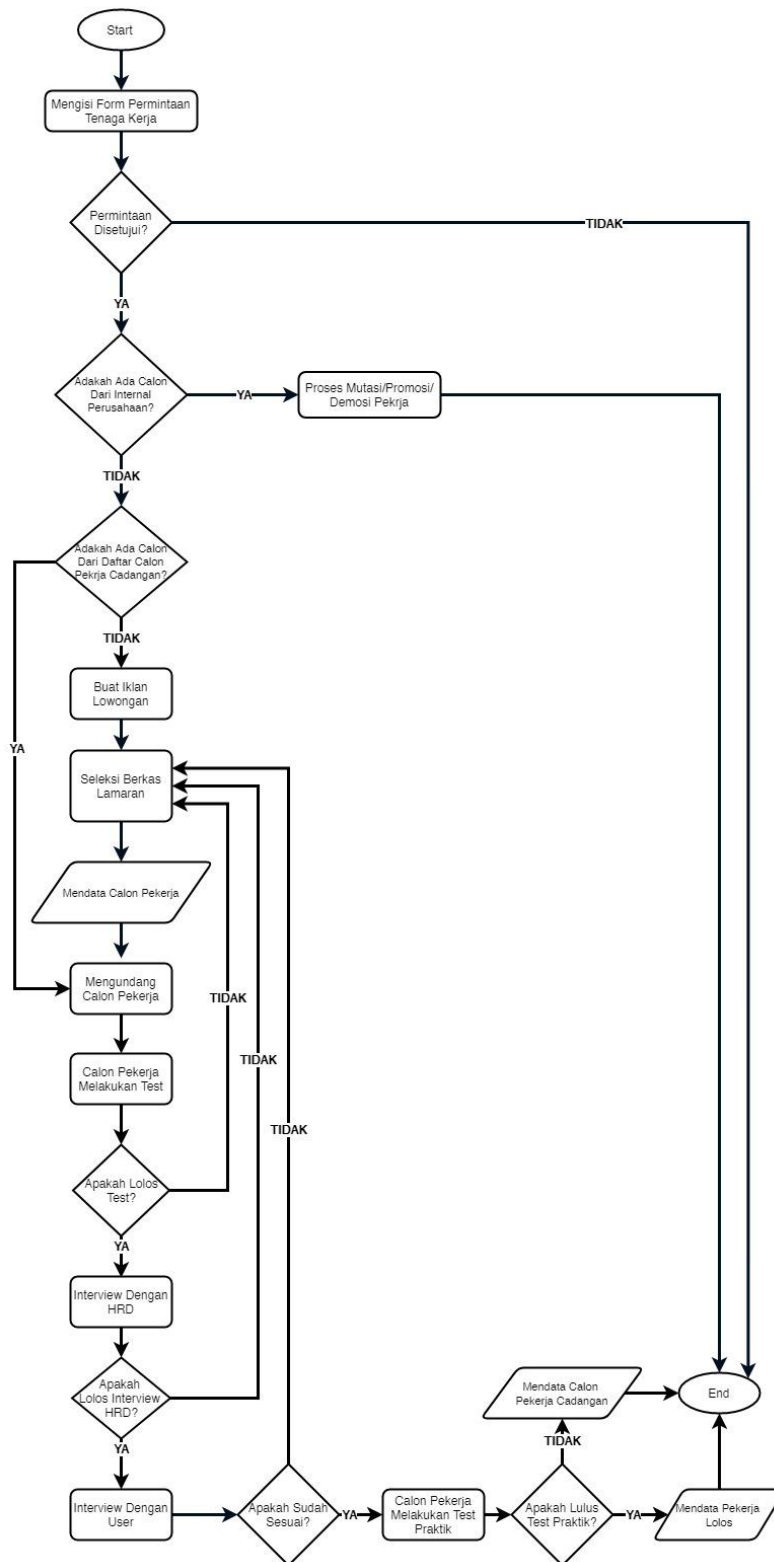 Start
Mengisi Form Permintaan
Tenaga Kerja
Permintaan
Disetujui?
TIDAK
YA
Adakah Ada Calon
Dari Internal
Perusahaan?
YA
Proses Mutasi/Promosi/
Demosi Pekrja
TIDAK
Adakah Ada Calon
Dari Daftar Calon
Pekrja Cadangan?
TIDAK
YA
Buat Iklan
Lowongan
Seleksi Berkas
Lamaran
Mendata Calon Pekerja
Mengundang
Calon Pekerja
TIDAK
TIDAK
TIDAK
Calon Pekerja
Melakukan Test
Apakah Lolos
Test?
YA
Interview Dengan
HRD
Apakah
Lolos Interview
HRD?
YA
Interview Dengan
User
Apakah Sudah
Sesuai?
YA
Calon Pekerja
Melakukan Test
Praktik
Apakah Lulus
Test Praktik?
TIDAK
Mendata Calon
Pekerja Cadangan
YA
Mendata Pekerja
Lolos
End